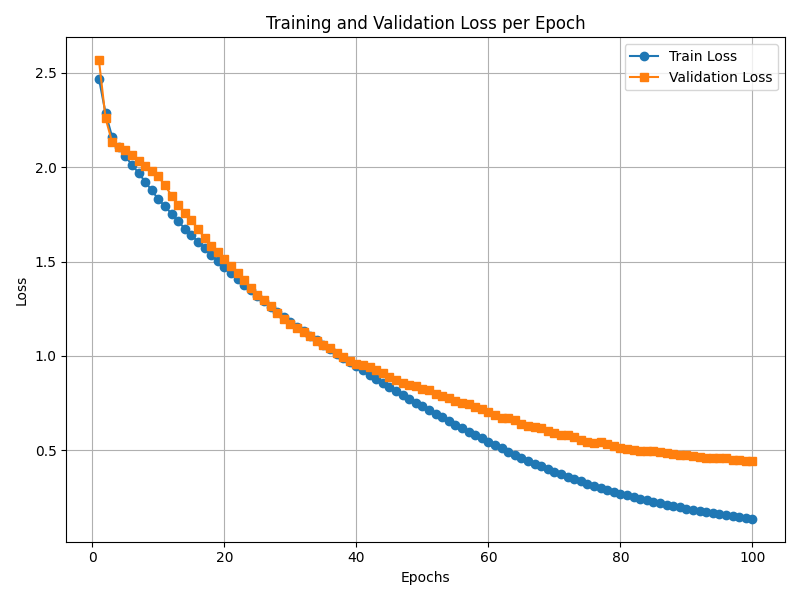 Training and Validation Loss per Epoch
Train Loss
Validation Loss
2.5
2.0
1.5
1.0
0.5
Loss
0 20 40 60 80 100
Epochs